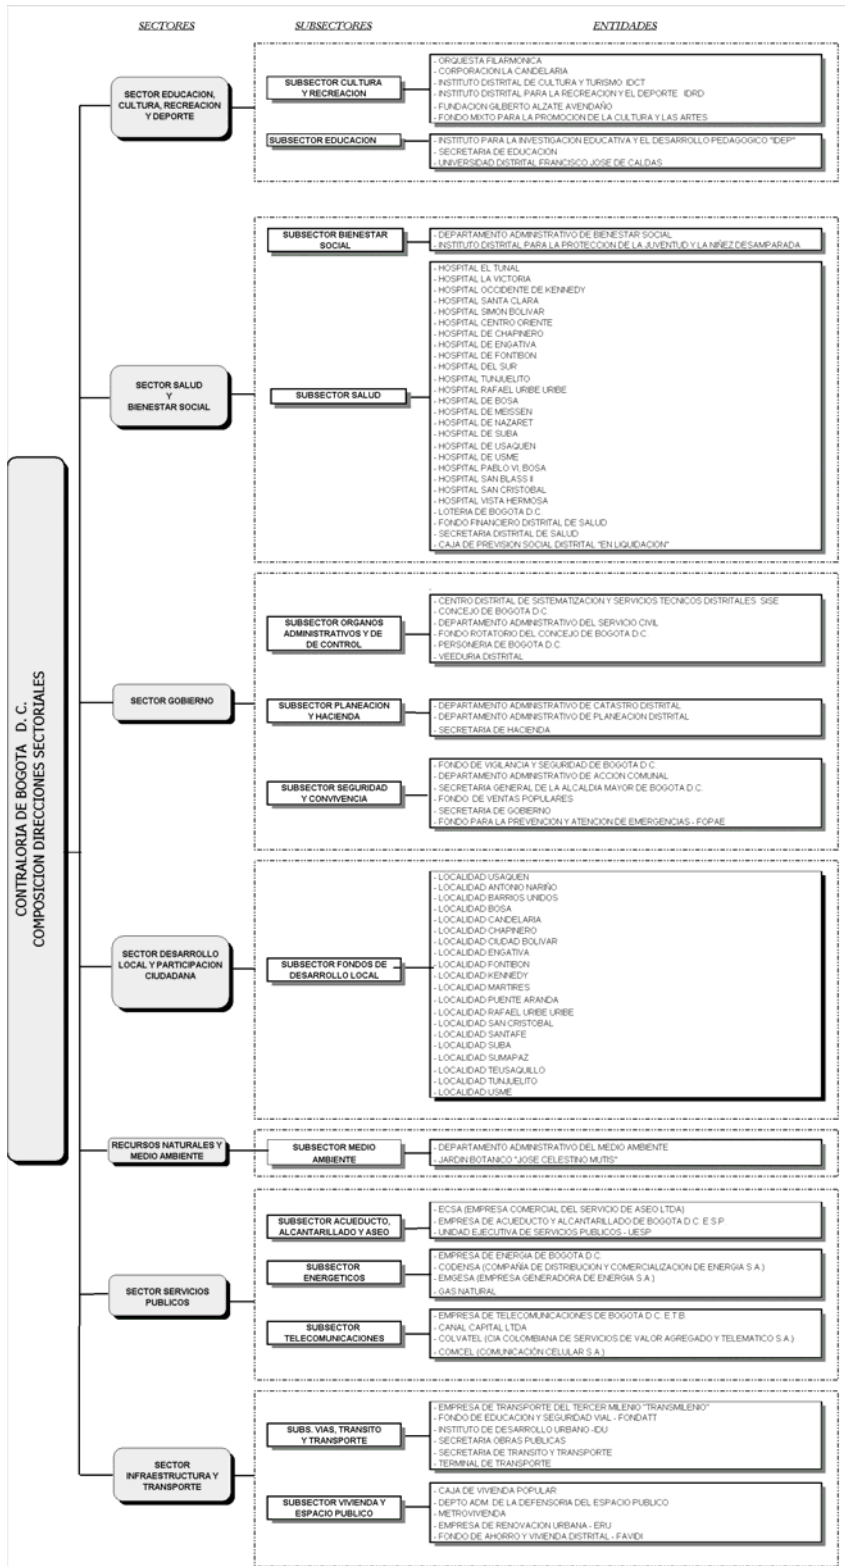 SECTORES
SUBSECTORES
ENTIDADES
CONTRALORIA DE BOGOTA D. C.
COMPOSICION DIRECCIONES SECTORIALES
SECTOR EDUCACION,
CULTURA, RECREACION
Y DEPORTE
SUBSECTOR CULTURA
Y RECREACION
- ORQUESTA FILARMONICA
- CORPORACION LA CANDELARIA
- INSTITUTO DISTRITAL DE CULTURA Y TURISMO IDCT
- INSTITUTO DISTRITAL PARA LA RECREACION Y EL DEPORTE IDRD
- FUNDACION GILBERTO ALZATE AVENDAÑO
- FONDO MIXTO PARA LA PROMOCION DE LA CULTURA Y LAS ARTES
SUBSECTOR EDUCACION
- INSTITUTO PARA LA INVESTIGACION EDUCATIVA Y EL DESARROLLO PEDAGOGICO "IDEP"
- SECRETARIA DE EDUCACION
- UNIVERSIDAD DISTRITAL FRANCISCO JOSE DE CALDAS
SECTOR SALUD
Y
BIENESTAR SOCIAL
SUBSECTOR BIENESTAR
SOCIAL
- DEPARTAMENTO ADMINISTRATIVO DE BIENESTAR SOCIAL
- INSTITUTO DISTRITAL PARA LA PROTECCION DE LA JUVENTUD Y LA NIÑEZ DESAMPARADA
SUBSECTOR SALUD
- HOSPITAL EL TUNAL
- HOSPITAL LA VICTORIA
- HOSPITAL OCCIDENTE DE KENNEDY
- HOSPITAL SANTA CLARA
- HOSPITAL SIMON BOLIVAR
- HOSPITAL CENTRO ORIENTE
- HOSPITAL DE CHAPINERO
- HOSPITAL DE ENGATIVA
- HOSPITAL DE FONTIBON
- HOSPITAL DEL SUR
- HOSPITAL TUNJUELITO
- HOSPITAL RAFAEL URIBE URIBE
- HOSPITAL DE BOSA
- HOSPITAL DE MEISSEN
- HOSPITAL DE NAZARET
- HOSPITAL DE SUBA
- HOSPITAL DE USAQUEN
- HOSPITAL DE USME
- HOSPITAL PABLO VI, BOSA
- HOSPITAL SAN BLASS II
- HOSPITAL SAN CRISTOBAL
- HOSPITAL VISTA HERMOSA
- LOTERIA DE BOGOTA D.C.
- FONDO FINANCIERO DISTRITAL DE SALUD
- SECRETARIA DISTRITAL DE SALUD
- CAJA DE PREVISION SOCIAL DISTRITAL "EN LIQUIDACION"
SECTOR GOBIERNO
SUBSECTOR ORGANOS
ADMINISTRATIVOS Y DE
DE CONTROL
- CENTRO DISTRITAL DE SISTEMATIZACION Y SERVICIOS TECNICOS DISTRITALES SISE
- CONCEJO DE BOGOTA D.C
- DEPARTAMENTO ADMINISTRATIVO DEL SERVICIO CIVIL
- FONDO ROTATORIO DEL CONCEJO DE BOGOTA D.C.
- PERSONERIA DE BOGOTA D.C.
- VEEDURIA DISTRITAL
SUBSECTOR PLANEACION
Y HACIENDA
- DEPARTAMENTO ADMINISTRATIVO DE CATASTRO DISTRITAL
- DEPARTAMENTO ADMINISTRATIVO DE PLANEACION DISTRITAL
- SECRETARIA DE HACIENDA
SUBSECTOR SEGURIDAD
Y CONVIVENCIA
- FONDO DE VIGILANCIA Y SEGURIDAD DE BOGOTA D.C.
- DEPARTAMENTO ADMINISTRATIVO DE ACCION COMUNAL
- SECRETARIA GENERAL DE LA ALCALDIA MAYOR DE BOGOTA D.C.
- FONDO DE VENTAS POPULARES
- SECRETARIA DE GOBIERNO
- FONDO PARA LA PREVENCION Y ATENCION DE EMERGENCIAS - FOPAE
SECTOR DESARROLLO
LOCAL Y PARTICIPACION
CIUDADANA
SUBSECTOR FONDOS DE
DESARROLLO LOCAL
- LOCALIDAD USAQUEN
- LOCALIDAD ANTONIO NARIÑO
- LOCALIDAD BARRIOS UNIDOS
- LOCALIDAD BOSA
- LOCALIDAD CANDELARIA
- LOCALIDAD CHAPINERO
- LOCALIDAD CIUDAD BOLIVAR
- LOCALIDAD ENGATIVA
- LOCALIDAD FONTIBON
- LOCALIDAD KENNEDY
- LOCALIDAD MARTIRES
- LOCALIDAD PUENTE ARANDA
- LOCALIDAD RAFAEL URIBE URIBE
- LOCALIDAD SAN CRISTOBAL
- LOCALIDAD SANTAFE
- LOCALIDAD SUBA
- LOCALIDAD SUMAPAZ
- LOCALIDAD TEUSAQUILLO
- LOCALIDAD TUNJUELITO
- LOCALIDAD USME
RECURSOS NATURALES Y
MEDIO AMBIENTE
SUBSECTOR MEDIO
AMBIENTE
- DEPARTAMENTO ADMINISTRATIVO DEL MEDIO AMBIENTE
- JARDIN BOTANICO "JOSE CELESTINO MUTIS"
SECTOR SERVICIOS
PUBLICOS
SUBSECTOR ACUEDUCTO,
ALCANTARILLADO Y ASEO
- ECSA (EMPRESA COMERCIAL DEL SERVICIO DE ASEO LTDA)
- EMPRESA DE ACUEDUCTO Y ALCANTARILLADO DE BOGOTA D.C. E.S.P
- UNIDAD EJECUTIVA DE SERVICIOS PUBLICOS - UESP
SUBSECTOR
ENERGETICOS
- EMPRESA DE ENERGIA DE BOGOTA D.C
- CODENSA (COMPAÑÍA DE DISTRIBUCION Y COMERCIALIZACION DE ENERGIA S.A.)
- EMGESA (EMPRESA GENERADORA DE ENERGIA S.A.)
- GAS NATURAL
SUBSECTOR
TELECOMUNICACIONES
- EMPRESA DE TELECOMUNICACIONES DE BOGOTA D.C. E.T.B.
- CANAL CAPITAL LTDA
- COLVATEL (CIA COLOMBIANA DE SERVICIOS DE VALOR AGREGADO Y TELEMATICO S.A.)
- COMCEL (COMUNICACIÓN CELULAR S.A.)
SECTOR
INFRAESTRUCTURA Y
TRANSPORTE
SUBS. VIAS, TRANSITO
Y TRANSPORTE
- EMPRESA DE TRANSPORTE DEL TERCER MILENIO "TRANSMILENIO"
- FONDO DE EDUCACION Y SEGURIDAD VIAL - FONDATT
- INSTITUTO DE DESARROLLO URBANO -IDU
- SECRETARIA OBRAS PUBLICAS
- SECRETARIA DE TRANSITO Y TRANSPORTE
- TERMINAL DE TRANSPORTE
SUBSECTOR VIVIENDA Y
ESPACIO PUBLICO
- CAJA DE VIVIENDA POPULAR
- DEPTO ADM. DE LA DEFENSORIA DEL ESPACIO PUBLICO
- METROVIVIENDA
- EMPRESA DE RENOVACION URBANA - ERU
- FONDO DE AHORRO Y VIVIENDA DISTRITAL - FAVIDI